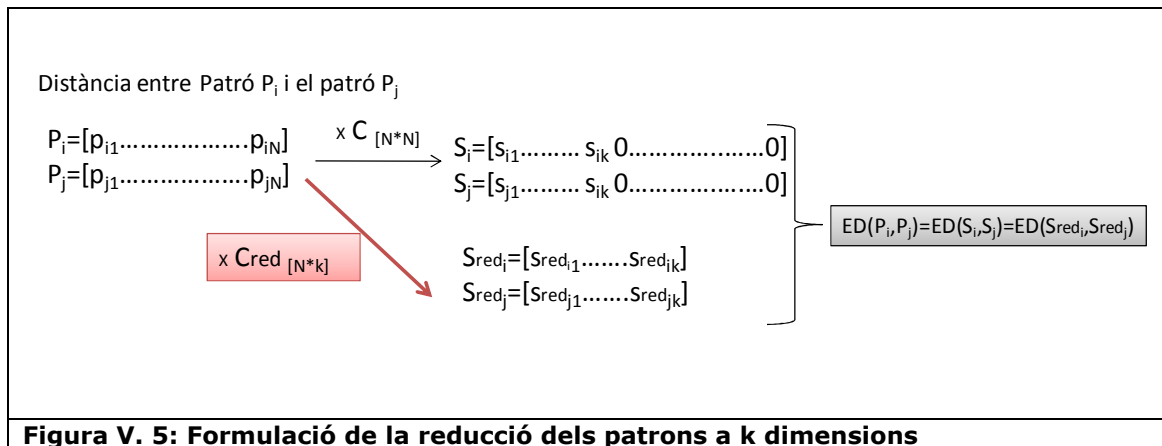 Distància entre Patró Pi i el patró Pj
Pi=[pi1........................piN]
Pj=[pj1........................pjN]
x C [N*N]
Si=[si1......... sik 0........................0]
Sj=[sj1......... sik 0........................0]
x Cred [N*k]
Sredi=[sredi1.......sredik]
Sredj=[sredj1.......sredjk]
ED(Pi,Pj)=ED(Si,Sj)=ED(Sredi,Sredj)
Figura V. 5: Formulació de la reducció dels patrons a k dimensions